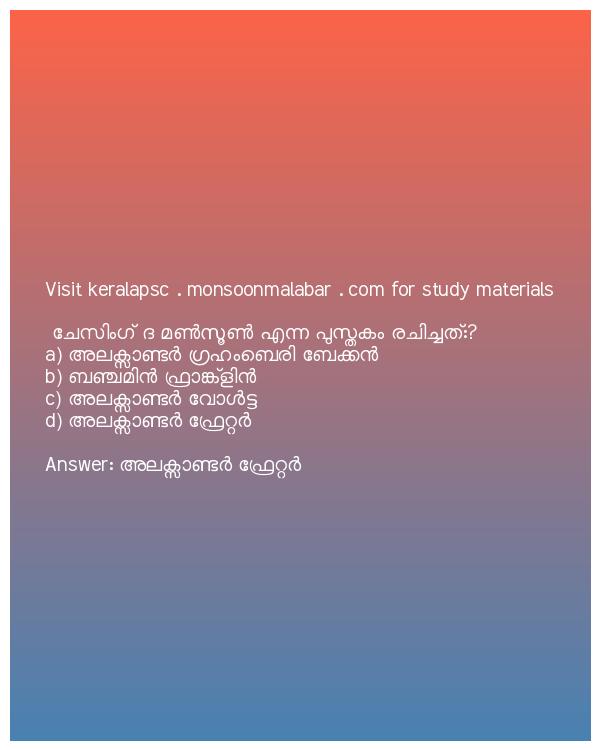 Visit keralapsc . monsoonmalabar . com for study materials
ചേസിംഗ് ദ മൺസൂൺ എന്ന പുസ്തകം രചിച്ചത്:?
a) അലക്സാണ്ടർ ഗ്രഹംബെരി ബേക്കൻ
b) ബഞ്ചമിൻ ഫ്രാങ്ക്ളിൻ
c) അലക്സാണ്ടർ വോൾട്ട
d) അലക്സാണ്ടർ ഫ്രേറ്റർ
Answer: അലക്സാണ്ടർ ഫ്രേറ്റർ